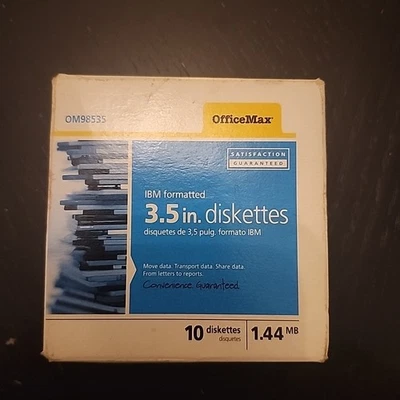 OM98535
OfficeMax
SATISFACTION
GUARANTEED
IBM formatted
3.5 in. diskettes
disquetes de 3,5 pulg. formato IBM
Move data. Transport data. Share data.
From letters to reports.
Convenience. Guaranteed.
10 diskettes 1.44 MB
disquetes